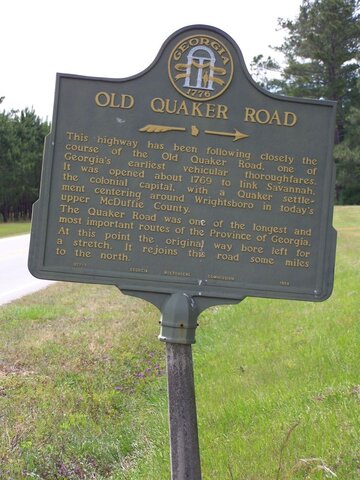 GEORGIA
1776
OLD QUAKER ROAD
This highway has been following closely the
course of the Old Quaker Road, one of
Georgia's earliest vehicular thoroughfares.
It was opened about 1769 to link Savannah,
the colonial capital, with a Quaker settle-
ment centering around Wrightsboro in today's
upper McDuffie County.
The Quaker Road was one of the longest and
most important routes of the Province of Georgia.
At this point the original way bore left for
a stretch. It rejoins this road some miles
to the north.
GEORGIA HISTORICAL COMMISSION